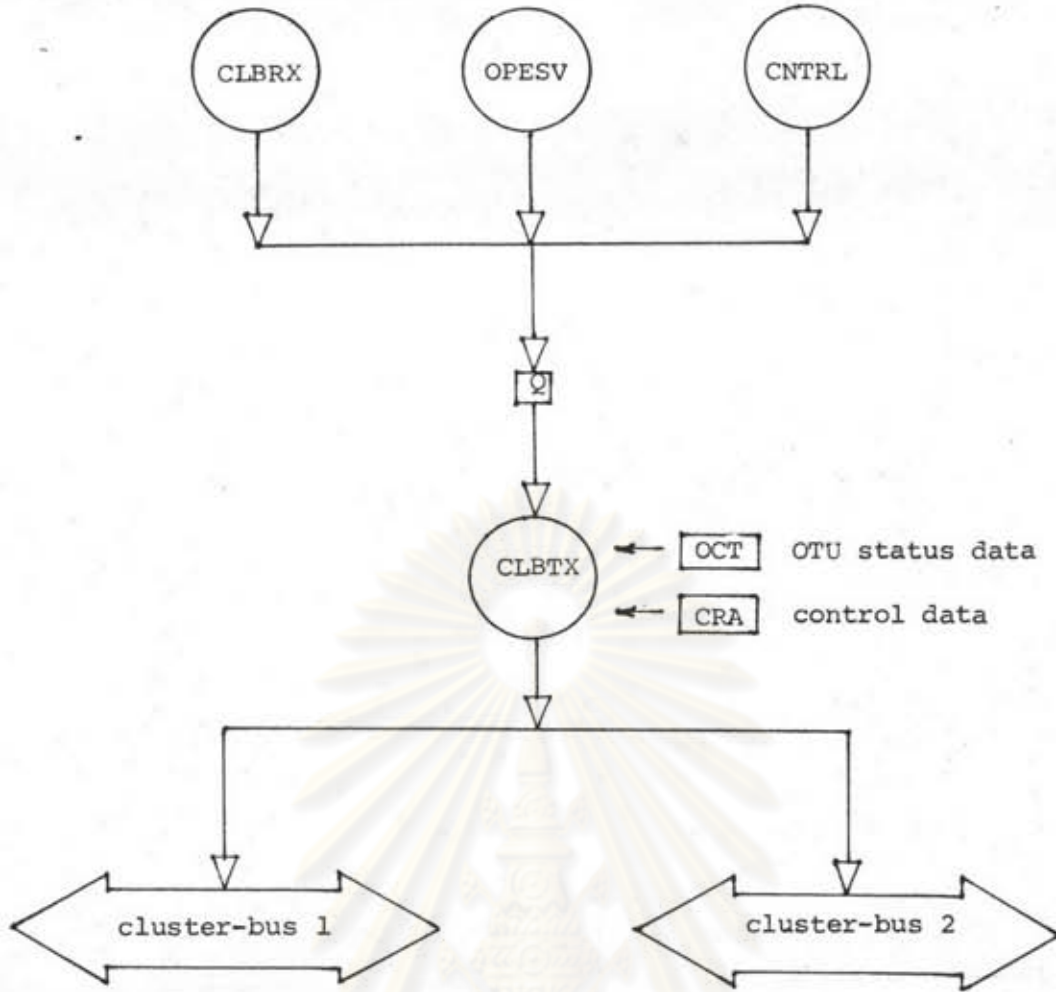 CLBRX OPESV CNTRL
Q
CLBTX
OCT OTU status data
CRA control data
cluster-bus 1 cluster-bus 2